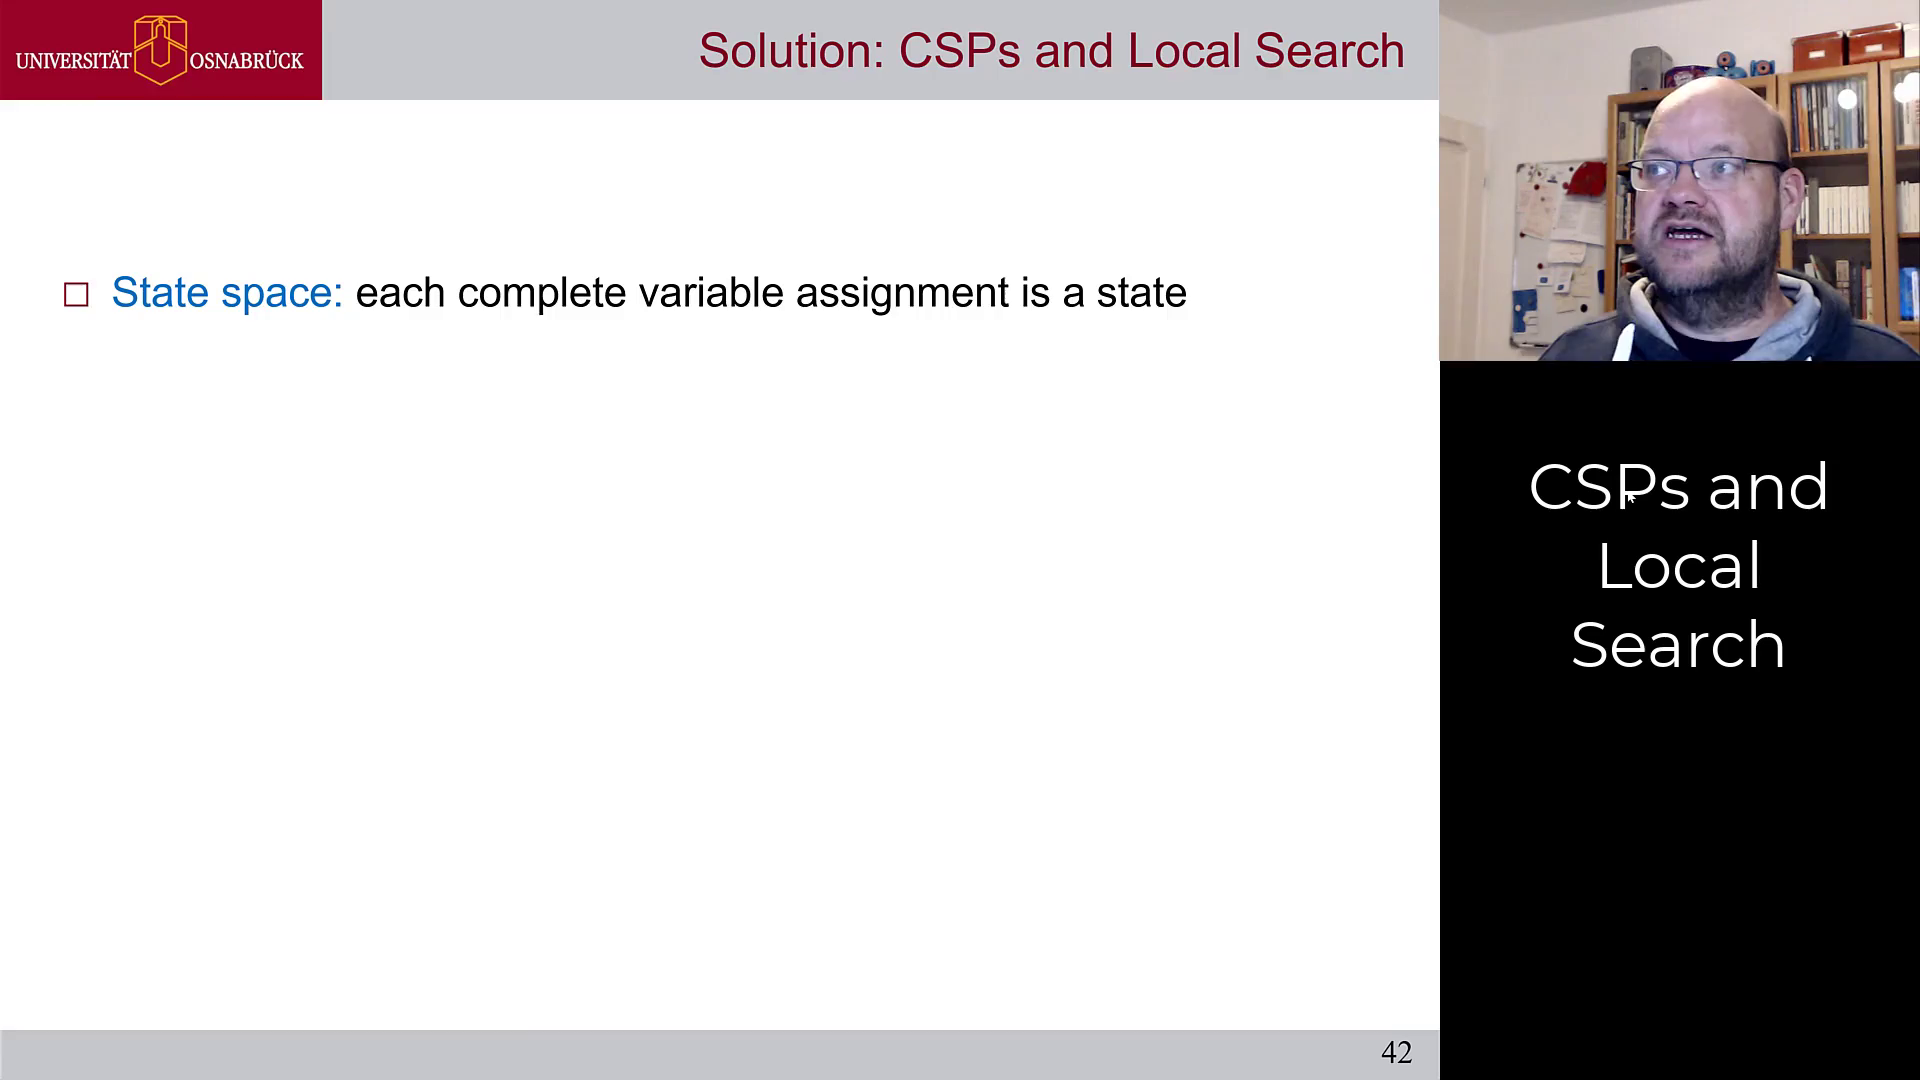 UNIVERSITÄT OSNABRÜCK
Solution: CSPs and Local Search
State space: each complete variable assignment is a state
CSPs and
Local
Search
42